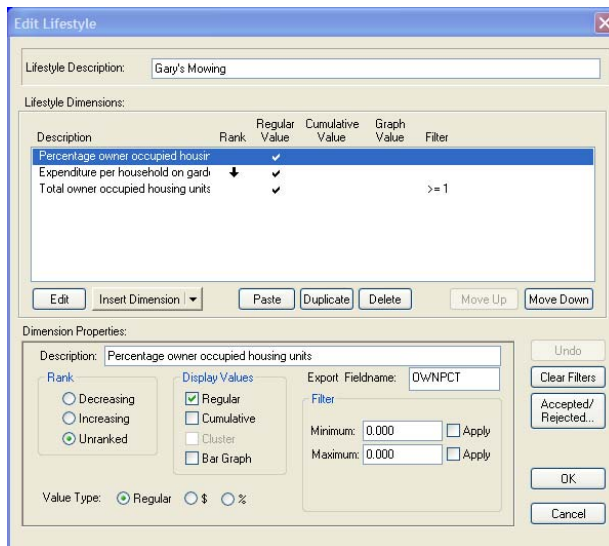 Edit Lifestyle
Lifestyle Description: Gary's Mowing
Lifestyle Dimensions:
Regular Cumulative Graph
Description Rank Value Value Value Filter
Percentage owner occupied housin
Expenditure per household on gard
Total owner occupied housing units >= 1
Edit Insert Dimension Paste Duplicate Delete Move Up Move Down
Dimension Properties:
Description: Percentage owner occupied housing units
Undo
Rank Display Values Export Fieldname: OWNPCT
Clear Filters
Decreasing Regular Filter
Increasing Cumulative Minimum: 0.000 Apply
Accepted/
Rejected...
Unranked Cluster Maximum: 0.000 Apply
Bar Graph
OK
Value Type: Regular $ %
Cancel